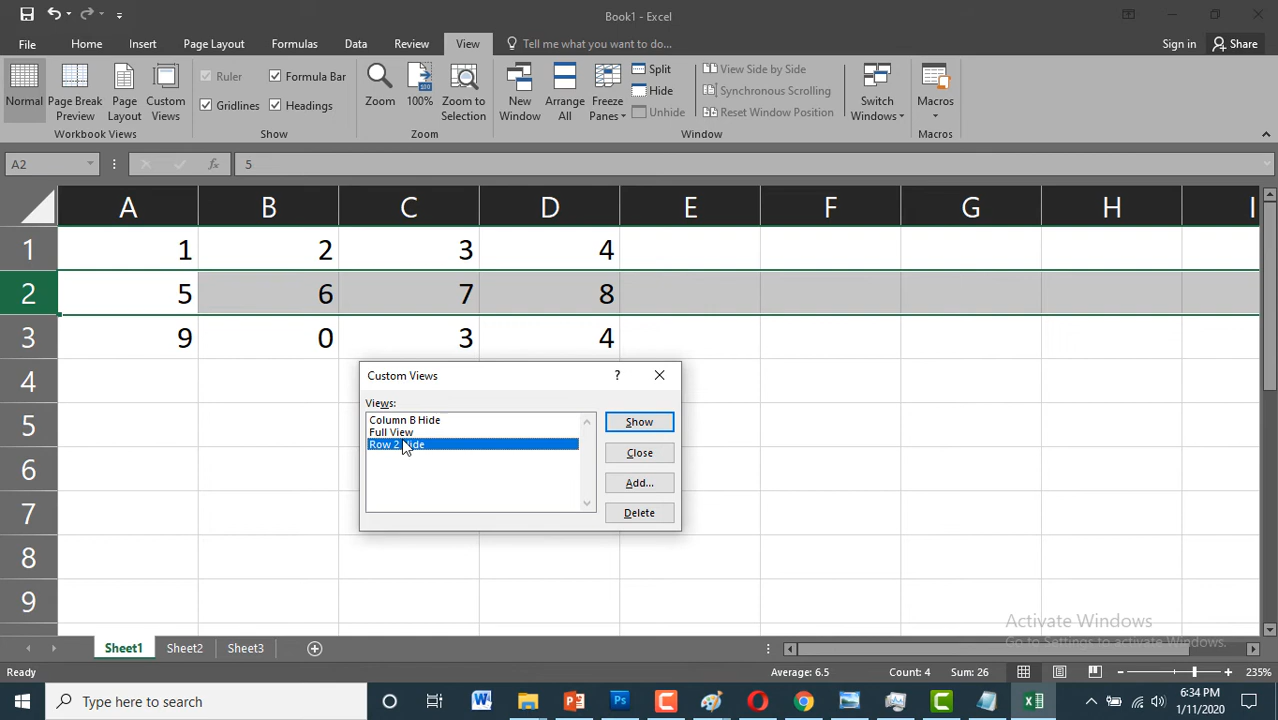 Book1 - Excel
File Home Insert Page Layout Formulas Data Review View Tell me what you want to do... Sign in Share
Normal
Page Break Preview
Page Layout
Custom Views
Workbook Views
Ruler
Formula Bar
Gridlines
Headings
Show
Zoom
100%
Zoom to Selection
Zoom
New Window
Arrange All
Freeze Panes
Split
Hide
Unhide
View Side by Side
Synchronous Scrolling
Reset Window Position
Window
Switch Windows
Macros
Macros
A2 fx 5
A B C D E F G H I
1 1 2 3 4
2 5 6 7 8
3 9 0 3 4
4
5
6
7
8
9
Custom Views ?
Views:
Column B Hide
Full View
Row 2 Hide
Show
Close
Add...
Delete
Activate Windows
Go to Settings to activate Windows.
Sheet1 Sheet2 Sheet3
Ready Average: 6.5 Count: 4 Sum: 26 235%
Type here to search
6:34 PM
1/11/2020